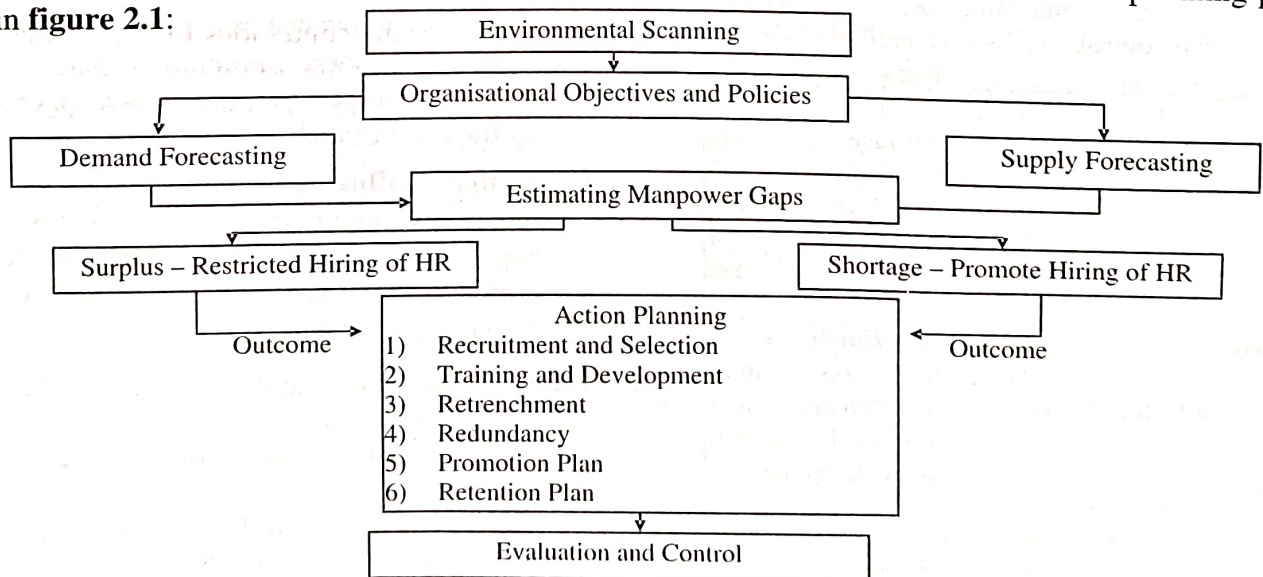 in figure 2.1:
Environmental Scanning
Organisational Objectives and Policies
Demand Forecasting
Supply Forecasting
Estimating Manpower Gaps
Surplus – Restricted Hiring of HR
Shortage – Promote Hiring of HR
Outcome
Outcome
Action Planning
1) Recruitment and Selection
2) Training and Development
3) Retrenchment
4) Redundancy
5) Promotion Plan
6) Retention Plan
Evaluation and Control